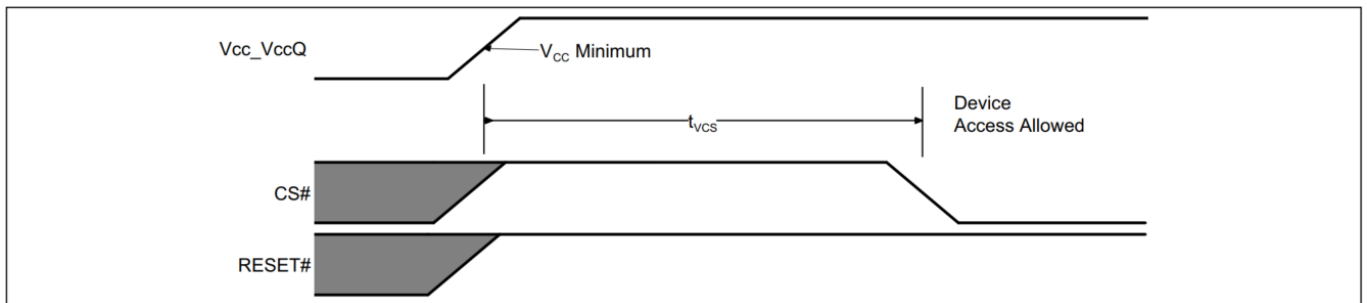 Vcc_VccQ
VCC Minimum
tVCS
Device
Access Allowed
CS#
RESET#